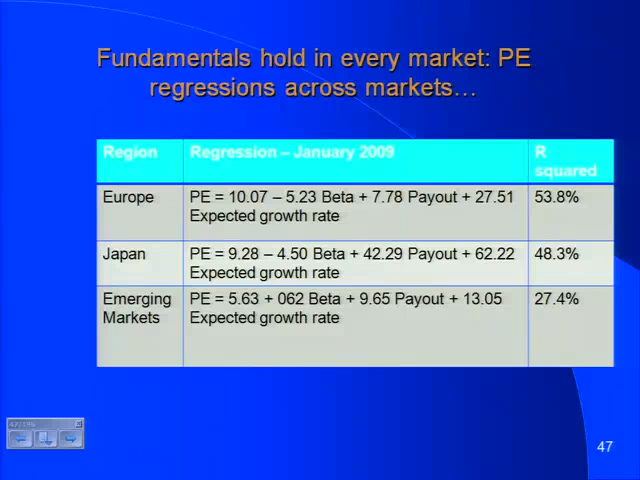 Fundamentals hold in every market: PE
regressions across markets…
Region
Regression – January 2009
R
squared
Europe
PE = 10.07 – 5.23 Beta + 7.78 Payout + 27.51
Expected growth rate
53.8%
Japan
PE = 9.28 – 4.50 Beta + 42.29 Payout + 62.22
Expected growth rate
48.3%
Emerging
Markets
PE = 5.63 + 062 Beta + 9.65 Payout + 13.05
Expected growth rate
27.4%
47